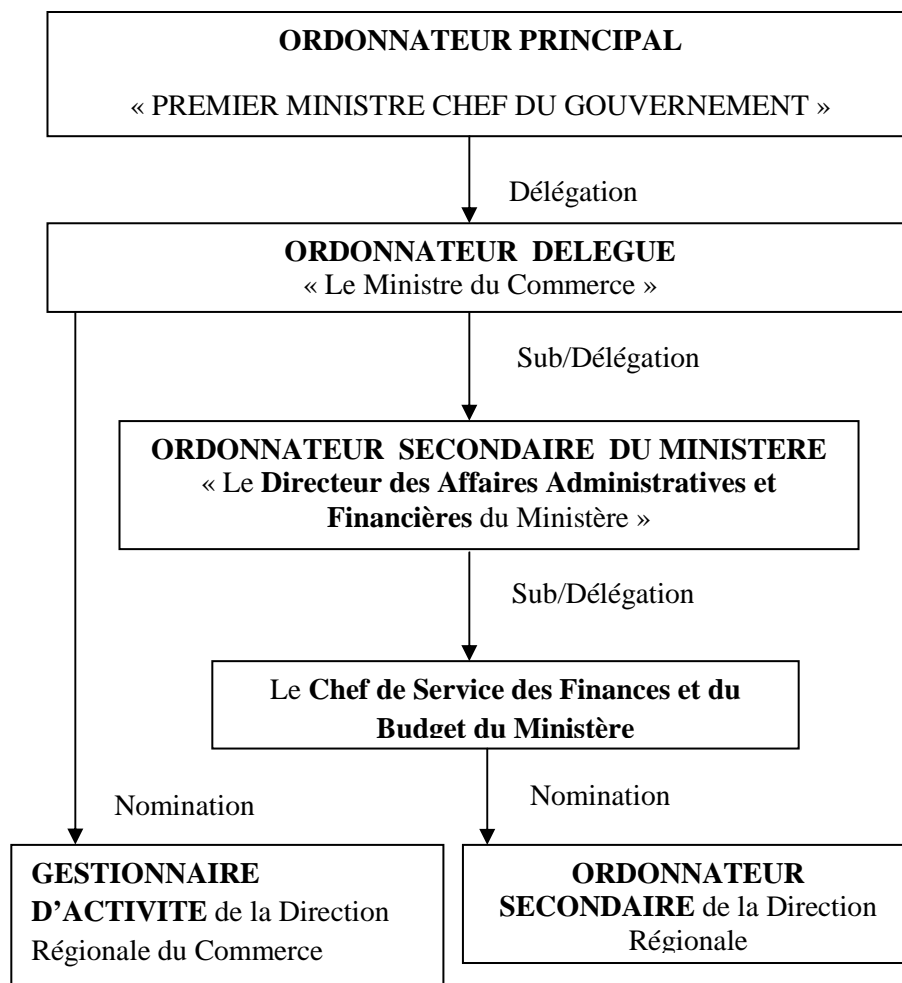 ORDONNATEUR PRINCIPAL
« PREMIER MINISTRE CHEF DU GOUVERNEMENT »
Délégation
ORDONNATEUR DELEGUE
« Le Ministre du Commerce »
Sub/Délégation
ORDONNATEUR SECONDAIRE DU MINISTERE
« Le Directeur des Affaires Administratives et
Financières du Ministère »
Sub/Délégation
Le Chef de Service des Finances et du
Budget du Ministère
Nomination
Nomination
GESTIONNAIRE
D'ACTIVITE de la Direction
Régionale du Commerce
ORDONNATEUR
SECONDAIRE de la Direction
Régionale